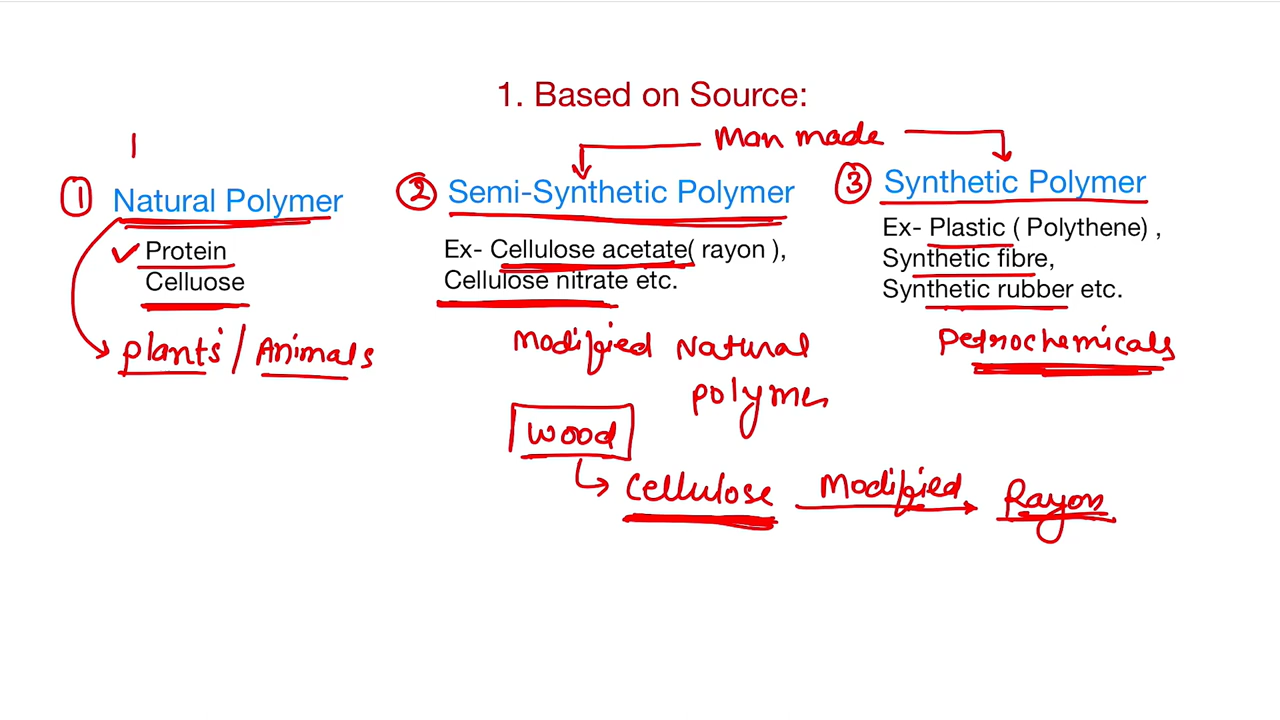 1. Based on Source:
Man made
1 Natural Polymer
Protein
Celluose
plants / Animals
2 Semi-Synthetic Polymer
Ex- Cellulose acetate( rayon ),
Cellulose nitrate etc.
Modified Natural
polymer
wood
Cellulose Modified Rayon
3 Synthetic Polymer
Ex- Plastic ( Polythene) ,
Synthetic fibre,
Synthetic rubber etc.
Petrochemicals